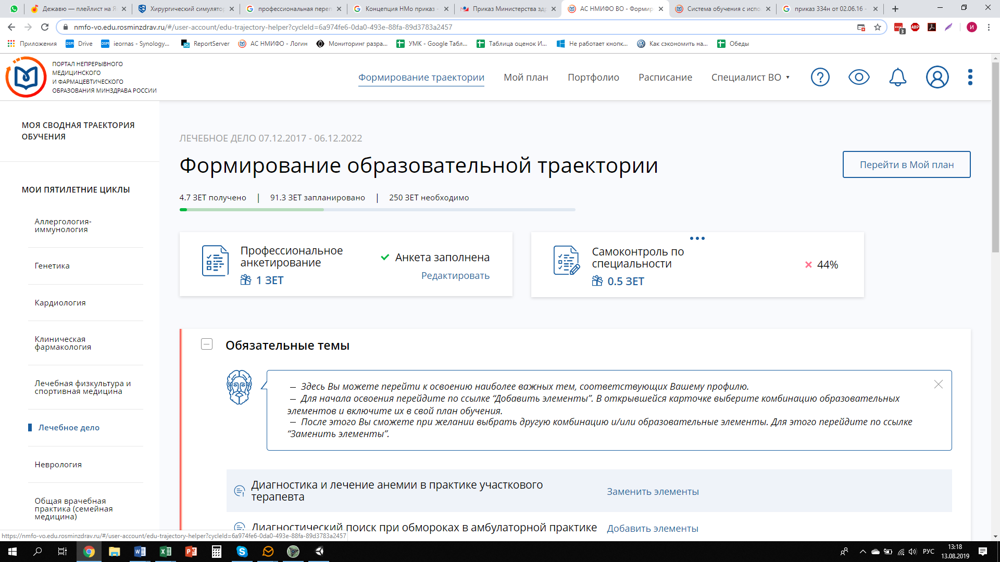 Дежавю — плейлист на Я
Хирургический симулятор
профессиональная переп
Концепция НМо приказ -
Приказ Министерства здр
АС НМИФО ВО - Формир
Система обучения с испо
приказ 334н от 02.06.16 -
nmfo-vo.edu.rosminzdrav.ru/#/user-account/edu-trajectory-helper?cycleId=6a974fe6-0da0-493e-88fa-89d3783a2457
3
ABP
И
Приложения
DSM Drive
DSM ieornas - Synology...
RS ReportServer
АС НМИФО - Логин
Мониторинг разра...
УМК - Google Табл...
Таблица оценок И...
Не работает кнопк...
Как сэкономить на...
Обеды
ПОРТАЛ НЕПРЕРЫВНОГО
МЕДИЦИНСКОГО
И ФАРМАЦЕВТИЧЕСКОГО
ОБРАЗОВАНИЯ МИНЗДРАВА РОССИИ
Формирование траектории
Мой план
Портфолио
Расписание
Специалист ВО
?
МОЯ СВОДНАЯ ТРАЕКТОРИЯ
ОБУЧЕНИЯ
МОИ ПЯТИЛЕТНИЕ ЦИКЛЫ
Аллергология-
иммунология
Генетика
Кардиология
Клиническая
фармакология
Лечебная физкультура и
спортивная медицина
Лечебное дело
Неврология
Общая врачебная
практика (семейная
медицина)
ЛЕЧЕБНОЕ ДЕЛО 07.12.2017 - 06.12.2022
Формирование образовательной траектории
Перейти в Мой план
4.7 ЗЕТ получено | 91.3 ЗЕТ запланировано | 250 ЗЕТ необходимо
Профессиональное
анкетирование
1 ЗЕТ
Анкета заполнена
Редактировать
Самоконтроль по
специальности
0.5 ЗЕТ
44%
Обязательные темы
— Здесь Вы можете перейти к освоению наиболее важных тем, соответствующих Вашему профилю.
— Для начала освоения перейдите по ссылке “Добавить элементы”. В открывшейся карточке выберите комбинацию образовательных
элементов и включите их в свой план обучения.
— После этого Вы сможете при желании выбрать другую комбинацию и/или образовательные элементы. Для этого перейдите по ссылке
“Заменить элементы”.
Диагностика и лечение анемии в практике участкового
терапевта
Заменить элементы
Диагностический поиск при обмороках в амбулаторной практике
Добавить элементы
https://nmfo-vo.edu.rosminzdrav.ru/#/user-account/edu-trajectory-helper?cycleId=6a974fe6-0da0-493e-88fa-89d3783a2457
РУС
13:18
13.08.2019